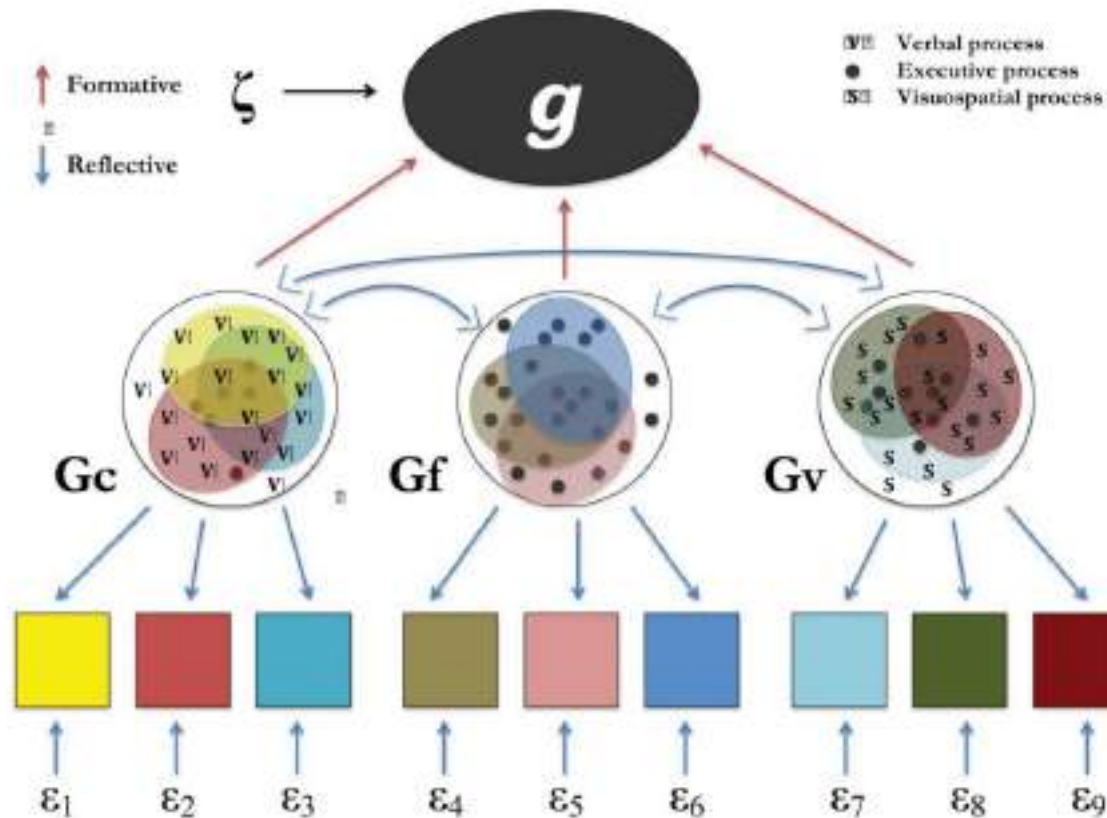 Formative
Reflective
ζ
g
V Verbal process
● Executive process
S Visuospatial process
V V V V V V V V V V V V V V V V V V V
S S S S S S S S S S S S S S S S S S
Gc Gf Gv
ε1 ε2 ε3 ε4 ε5 ε6 ε7 ε8 ε9